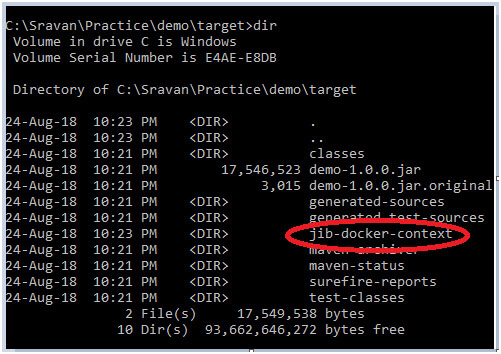 C:\Sravan\Practice\demo\target>dir
Volume in drive C is Windows
Volume Serial Number is E4AE-E8DB
Directory of C:\Sravan\Practice\demo\target
24-Aug-18 10:23 PM <DIR> .
24-Aug-18 10:23 PM <DIR> ..
24-Aug-18 10:21 PM <DIR> classes
24-Aug-18 10:21 PM 17,546,523 demo-1.0.0.jar
24-Aug-18 10:21 PM 3,015 demo-1.0.0.jar.original
24-Aug-18 10:21 PM <DIR> generated-sources
24-Aug-18 10:21 PM <DIR> generated-test-sources
24-Aug-18 10:23 PM <DIR> jib-docker-context
24-Aug-18 10:21 PM <DIR> maven-archiver
24-Aug-18 10:21 PM <DIR> maven-status
24-Aug-18 10:21 PM <DIR> surefire-reports
24-Aug-18 10:21 PM <DIR> test-classes
2 File(s) 17,549,538 bytes
10 Dir(s) 93,662,646,272 bytes free